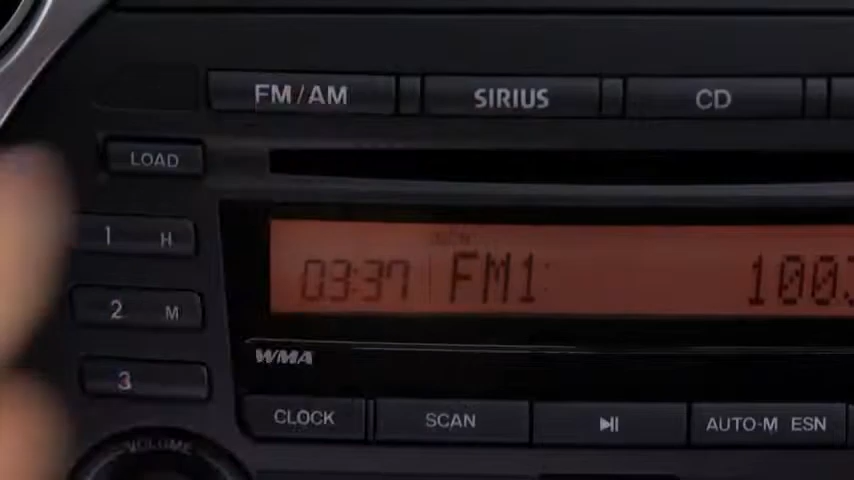 FM/AM SIRIUS CD
LOAD
1 H
03:37 FM1
2 M
WMA
3
CLOCK SCAN AUTO-M ESN
VOLUME